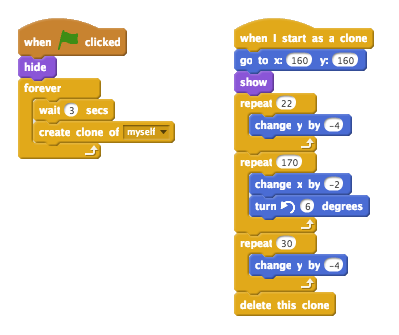 when clicked
hide
forever
wait 3 secs
create clone of myself
when I start as a clone
go to x: 160 y: 160
show
repeat 22
change y by -4
repeat 170
change x by -2
turn 6 degrees
repeat 30
change y by -4
delete this clone